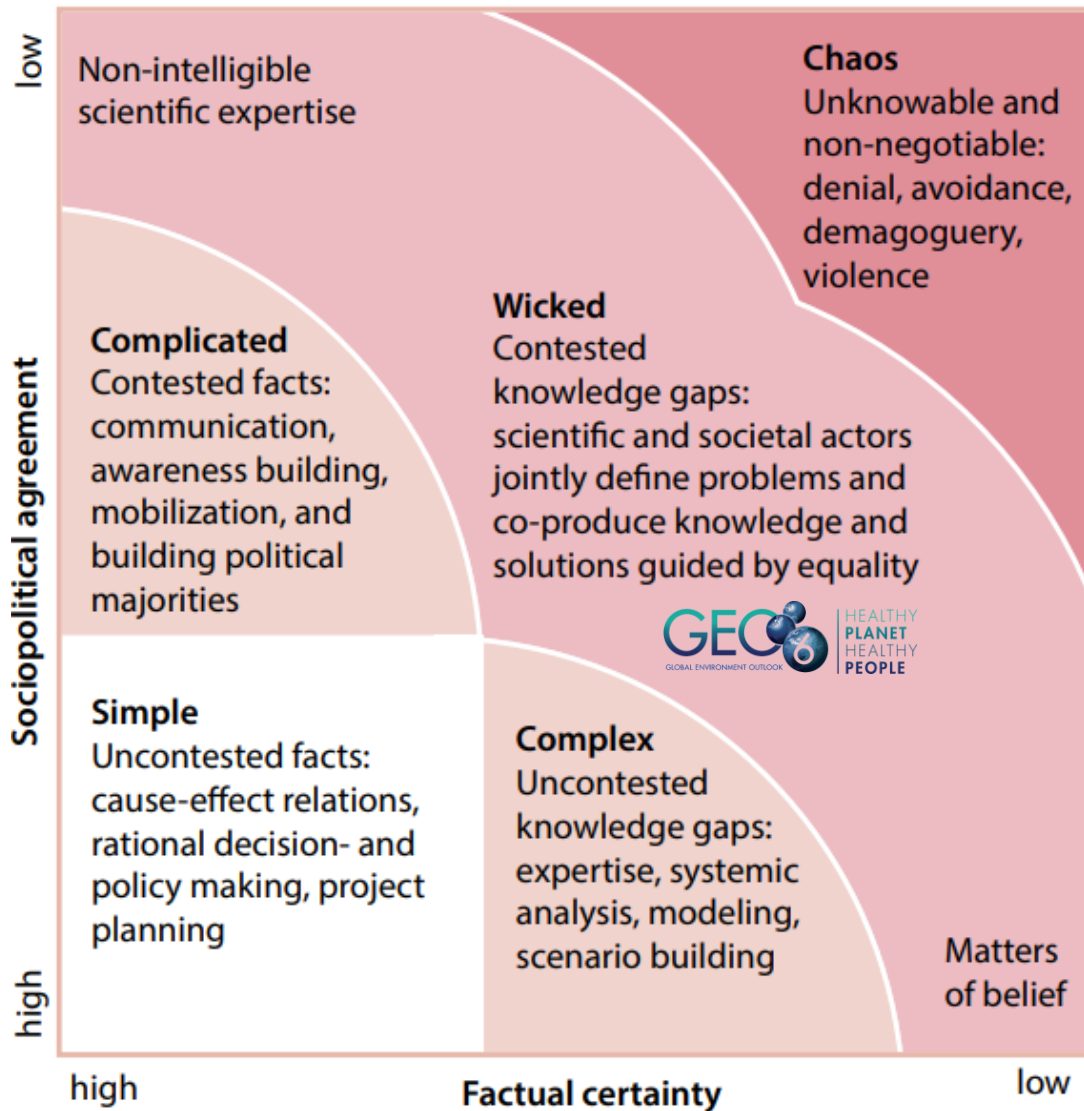 low
Non-intelligible
scientific expertise
Chaos
Unknowable and
non-negotiable:
denial, avoidance,
demagoguery,
violence
Complicated
Contested facts:
communication,
awareness building,
mobilization, and
building political
majorities
Wicked
Contested
knowledge gaps:
scientific and societal actors
jointly define problems and
co-produce knowledge and
solutions guided by equality
GEO6
GLOBAL ENVIRONMENT OUTLOOK
HEALTHY
PLANET
HEALTHY
PEOPLE
Sociopolitical agreement
Simple
Uncontested facts:
cause-effect relations,
rational decision- and
policy making, project
planning
Complex
Uncontested
knowledge gaps:
expertise, systemic
analysis, modeling,
scenario building
Matters
of belief
high
high
Factual certainty
low